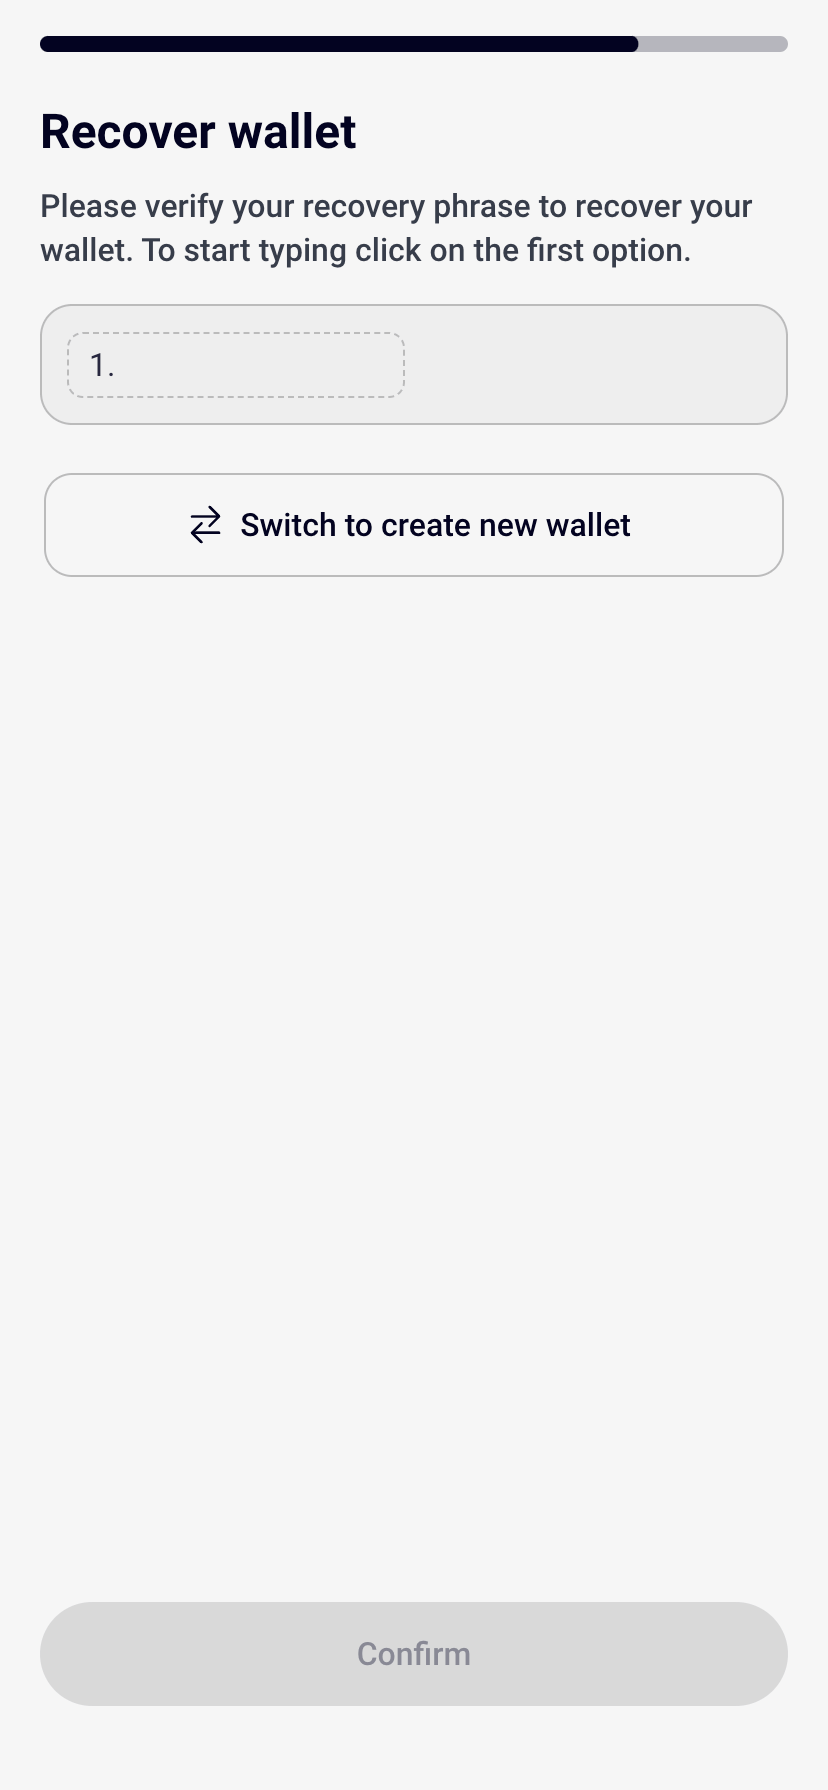 Recover wallet
Please verify your recovery phrase to recover your
wallet. To start typing click on the first option.
1.
Switch to create new wallet
Confirm